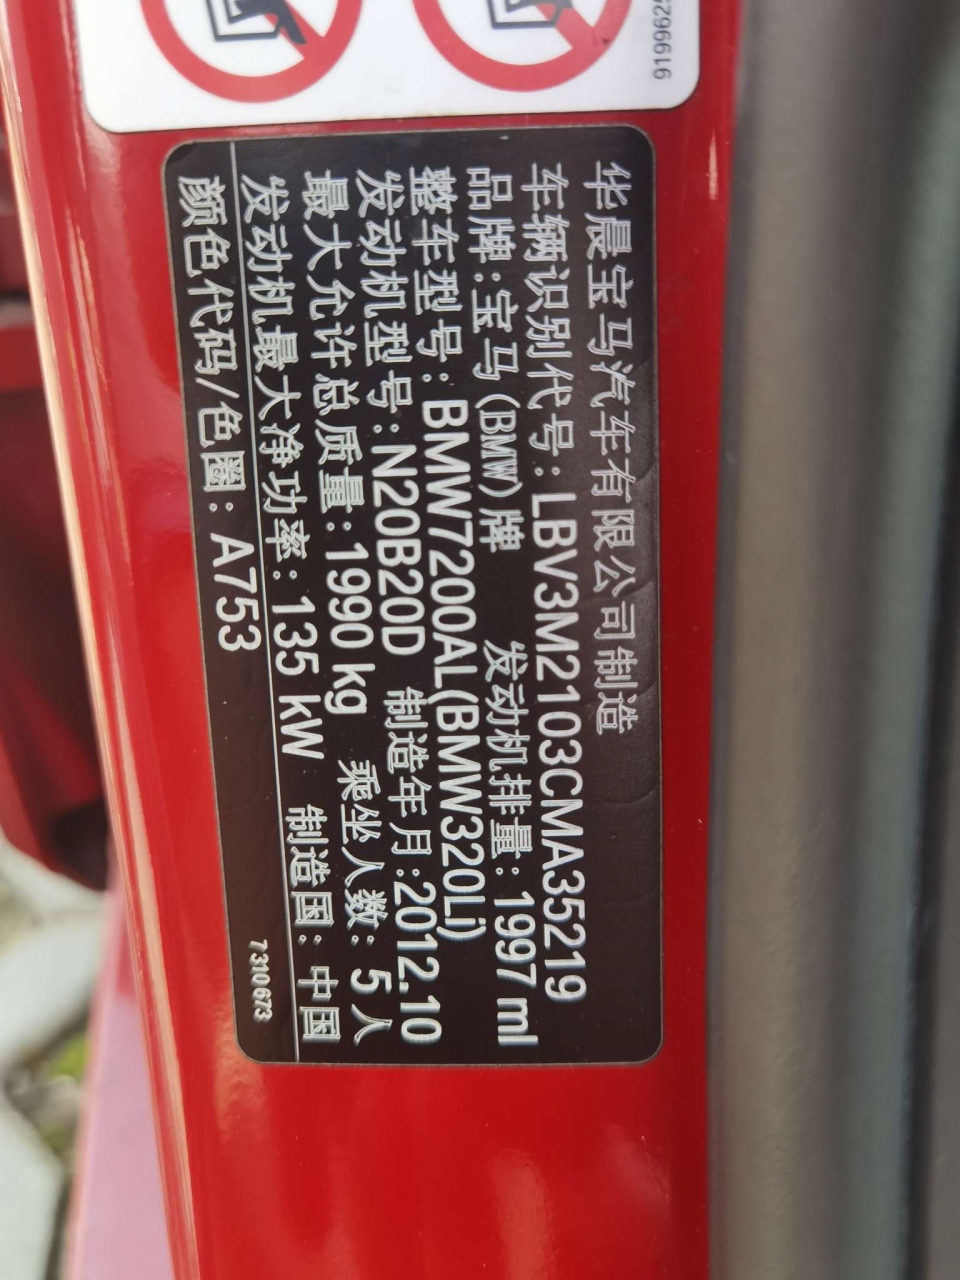 华晨宝马汽车有限公司制造
车辆识别代号:LBV3M2103CMA35219
品牌:宝马(BMW)牌 发动机排量:1997 ml
整车型号:BMW7200AL(BMW320Li)
发动机型号:N20B20D 制造年月:2012.10
最大允许总质量:1990 kg 乘坐人数:5人
发动机最大净功率:135 kW 制造国:中国
颜色代码/色圈:A753
7 310 673